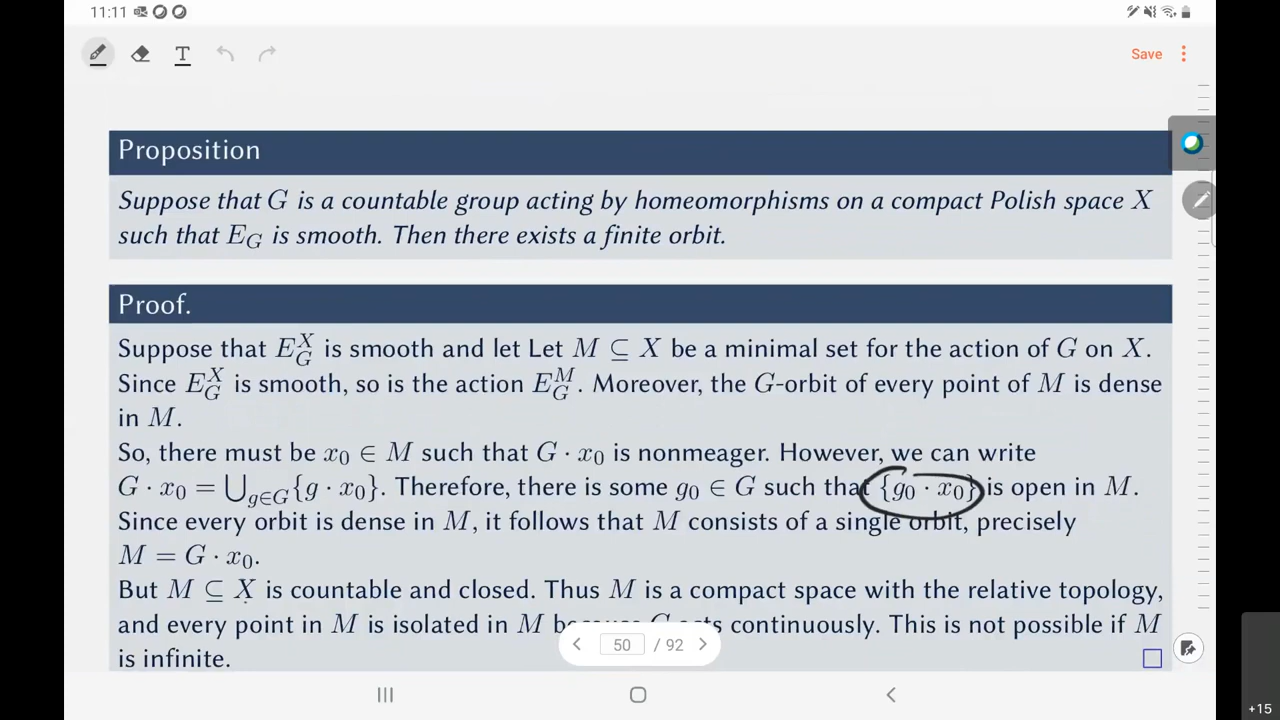 11:11
T
Save
Proposition
Suppose that G is a countable group acting by homeomorphisms on a compact Polish space X
such that E_G is smooth. Then there exists a finite orbit.
Proof.
Suppose that E_G^X is smooth and let Let M ⊆ X be a minimal set for the action of G on X.
Since E_G^X is smooth, so is the action E_G^M. Moreover, the G-orbit of every point of M is dense
in M.
So, there must be x_0 ∈ M such that G · x_0 is nonmeager. However, we can write
G · x_0 = ⋃_{g∈G}{g · x_0}. Therefore, there is some g_0 ∈ G such that {g_0 · x_0} is open in M.
Since every orbit is dense in M, it follows that M consists of a single orbit, precisely
M = G · x_0.
But M ⊆ X is countable and closed. Thus M is a compact space with the relative topology,
and every point in M is isolated in M continuously. This is not possible if M
is infinite.
50 / 92
+15